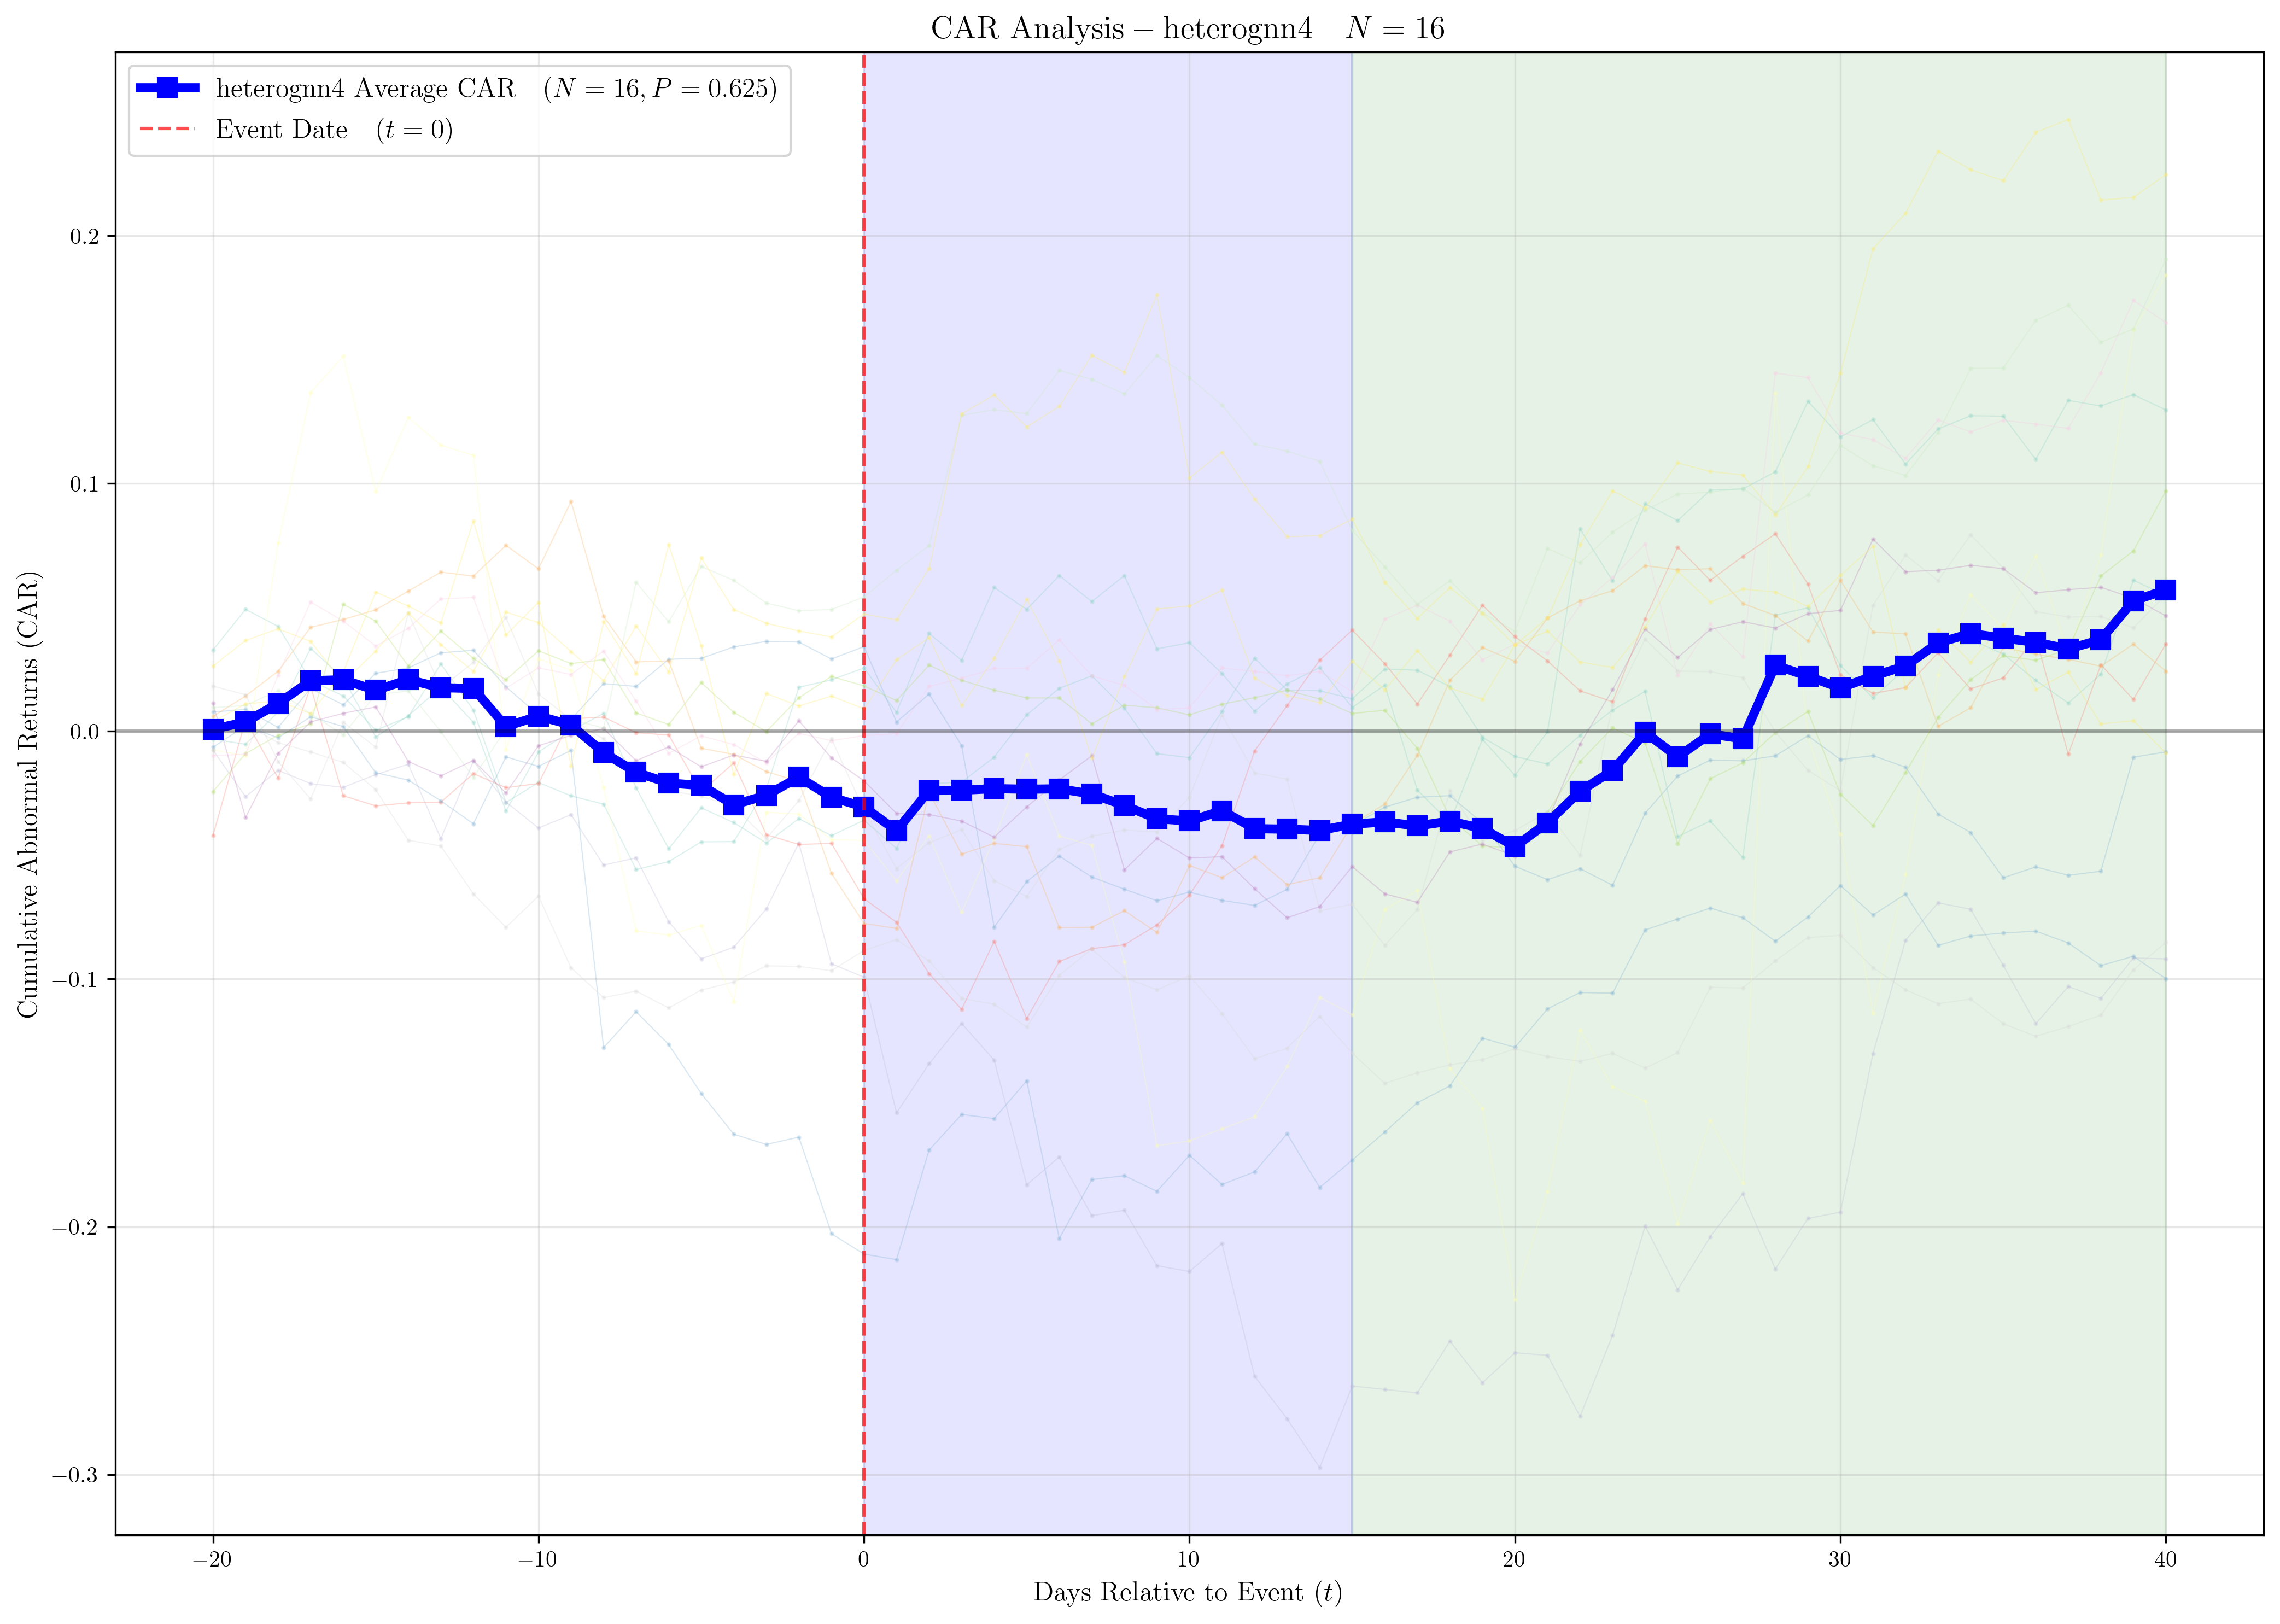 CAR Analysis – heterognn4 N = 16
heterognn4 Average CAR (N = 16, P = 0.625)
Event Date (t = 0)
Cumulative Abnormal Returns (CAR)
0.2
0.1
0.0
−0.1
−0.2
−0.3
−20 −10 0 10 20 30 40
Days Relative to Event (t)